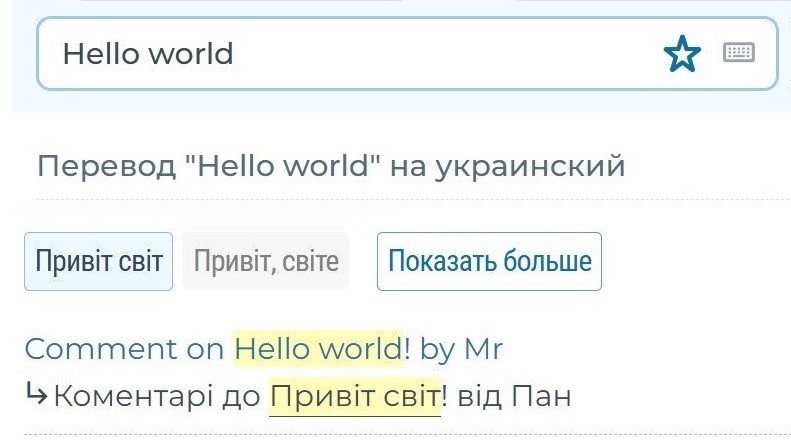 Hello world
Перевод "Hello world" на украинский
Привіт світ Привіт, світе Показать больше
Comment on Hello world! by Mr
↳Коментарі до Привіт світ! від Пан